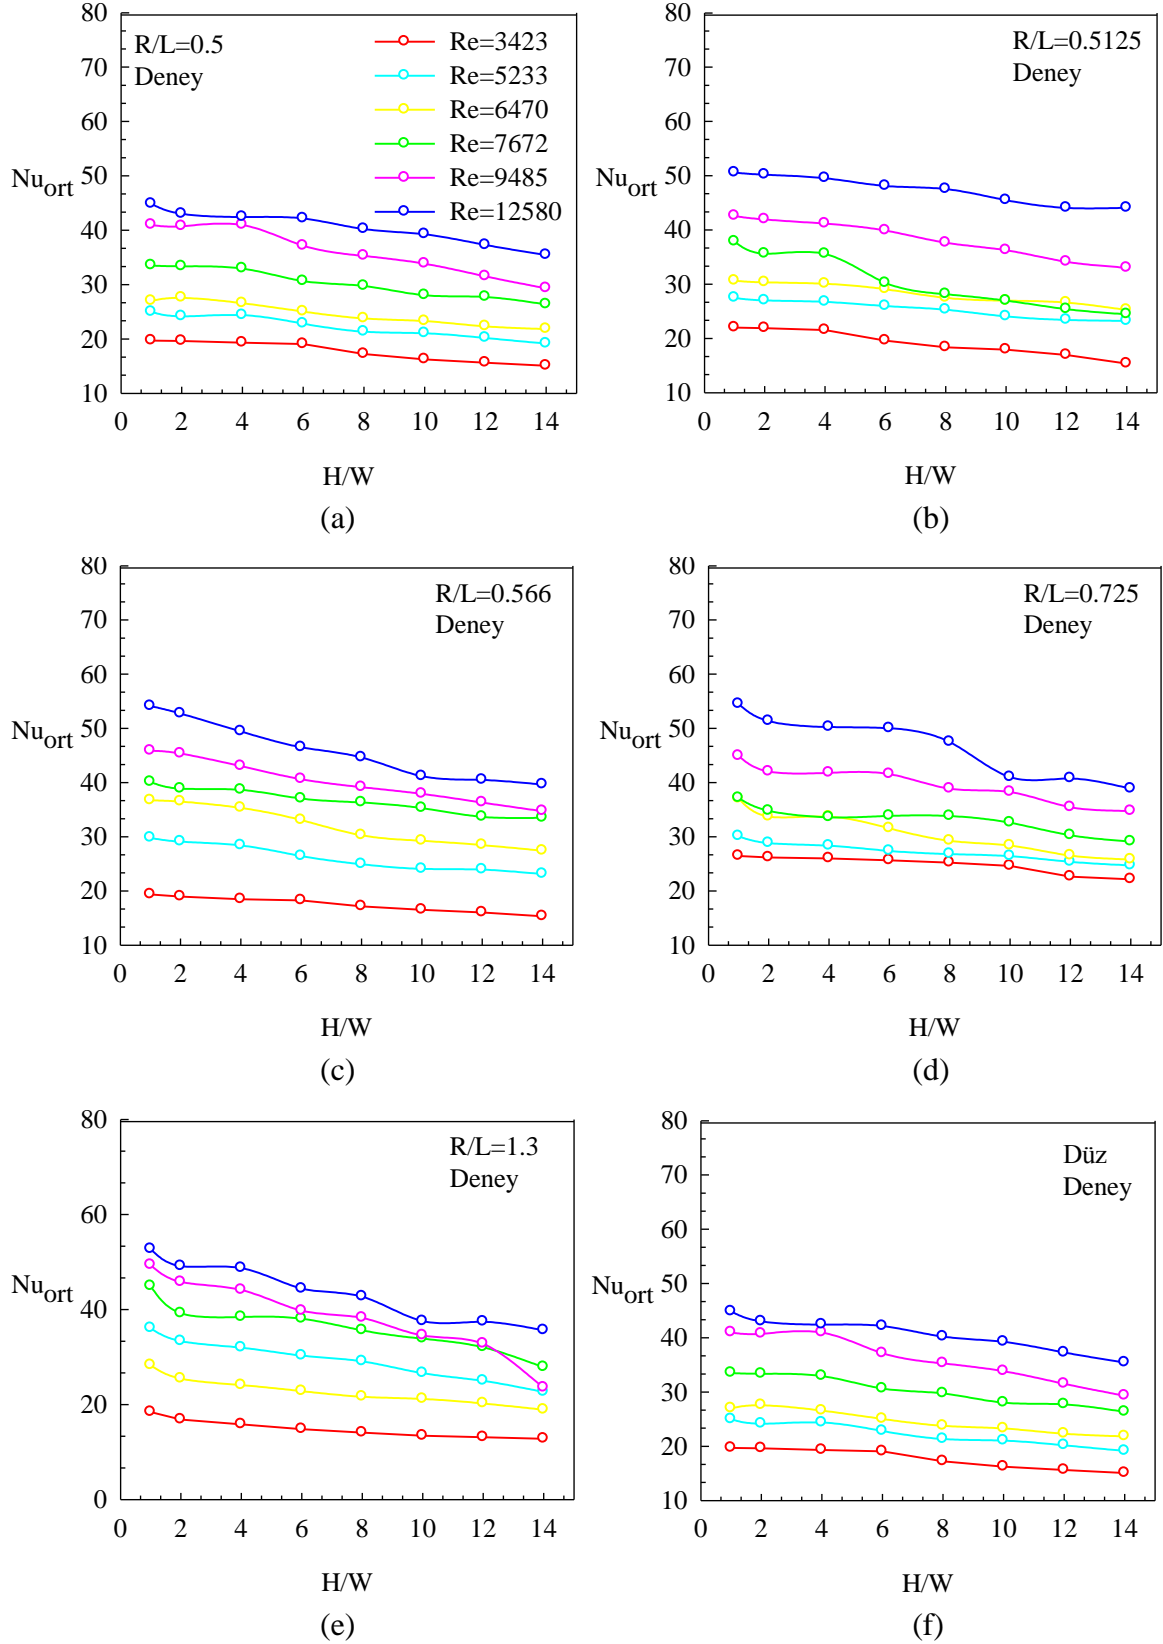 80
R/L=0.5
Deney
Re=3423
Re=5233
Re=6470
Re=7672
Re=9485
Re=12580
70
60
50
40
30
20
10
Nuort
0 2 4 6 8 10 12 14
H/W
(a)
80
R/L=0.5125
Deney
70
60
50
40
30
20
10
Nuort
0 2 4 6 8 10 12 14
H/W
(b)
80
R/L=0.566
Deney
70
60
50
40
30
20
10
Nuort
0 2 4 6 8 10 12 14
H/W
(c)
80
R/L=0.725
Deney
70
60
50
40
30
20
10
Nuort
0 2 4 6 8 10 12 14
H/W
(d)
80
R/L=1.3
Deney
60
40
20
0
Nuort
0 2 4 6 8 10 12 14
H/W
(e)
80
Düz
Deney
70
60
50
40
30
20
10
Nuort
0 2 4 6 8 10 12 14
H/W
(f)